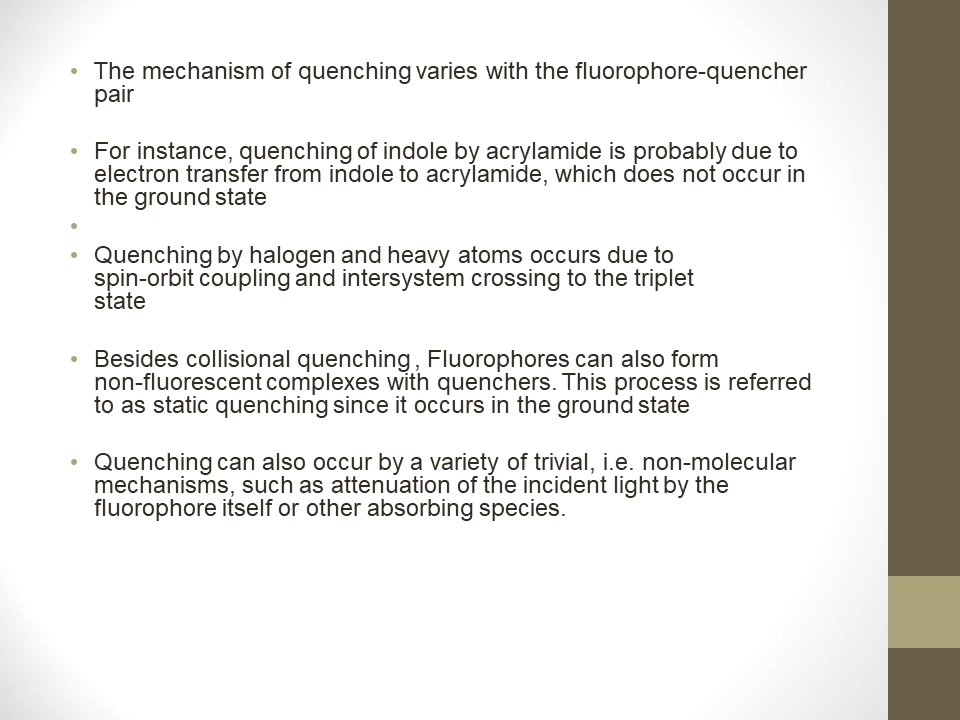 • The mechanism of quenching varies with the fluorophore-quencher
pair
• For instance, quenching of indole by acrylamide is probably due to
electron transfer from indole to acrylamide, which does not occur in
the ground state
•
• Quenching by halogen and heavy atoms occurs due to
spin-orbit coupling and intersystem crossing to the triplet
state
• Besides collisional quenching , Fluorophores can also form
non-fluorescent complexes with quenchers. This process is referred
to as static quenching since it occurs in the ground state
• Quenching can also occur by a variety of trivial, i.e. non-molecular
mechanisms, such as attenuation of the incident light by the
fluorophore itself or other absorbing species.